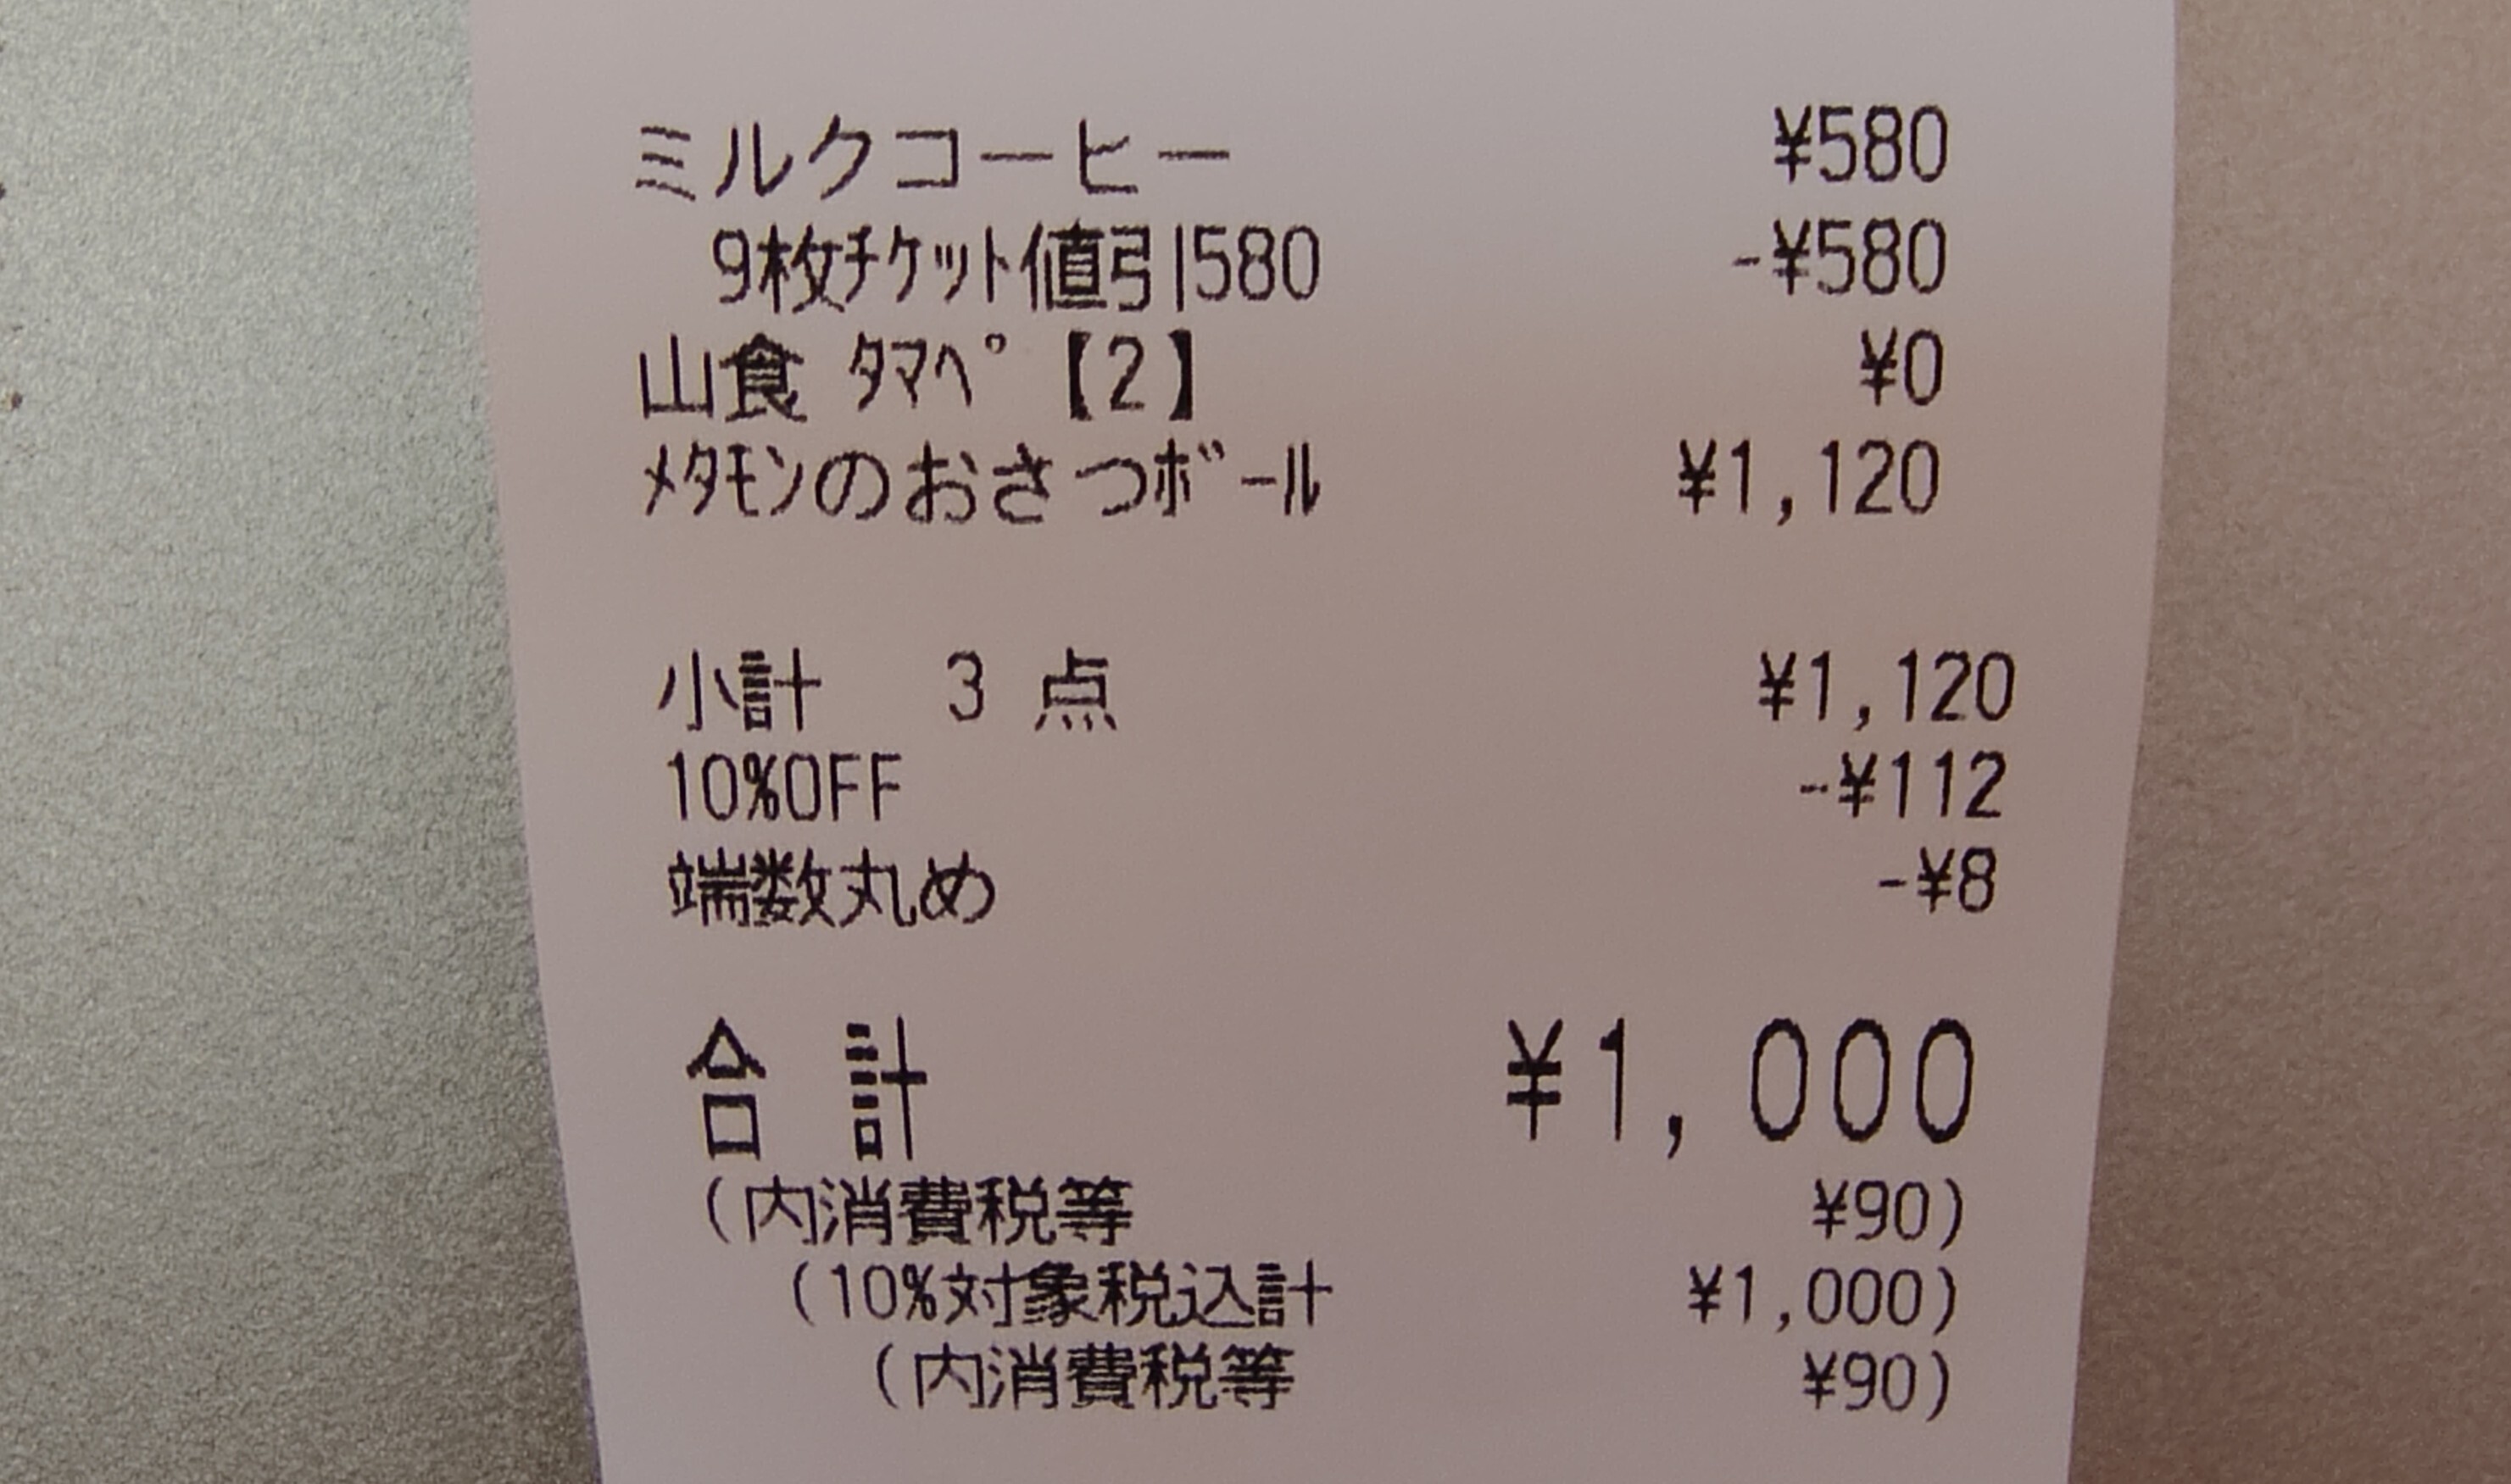 ミルクコーヒー ¥580
9枚ﾁｹｯﾄ値引580 -¥580
山食 ﾀﾏﾍﾟ【2】 ¥0
ﾒﾀﾓﾝのおさつﾎﾞｰﾙ ¥1,120
小計 3 点 ¥1,120
10%OFF -¥112
端数丸め -¥8
合計 ¥1,000
(内消費税等 ¥90)
(10%対象税込計 ¥1,000)
(内消費税等 ¥90)